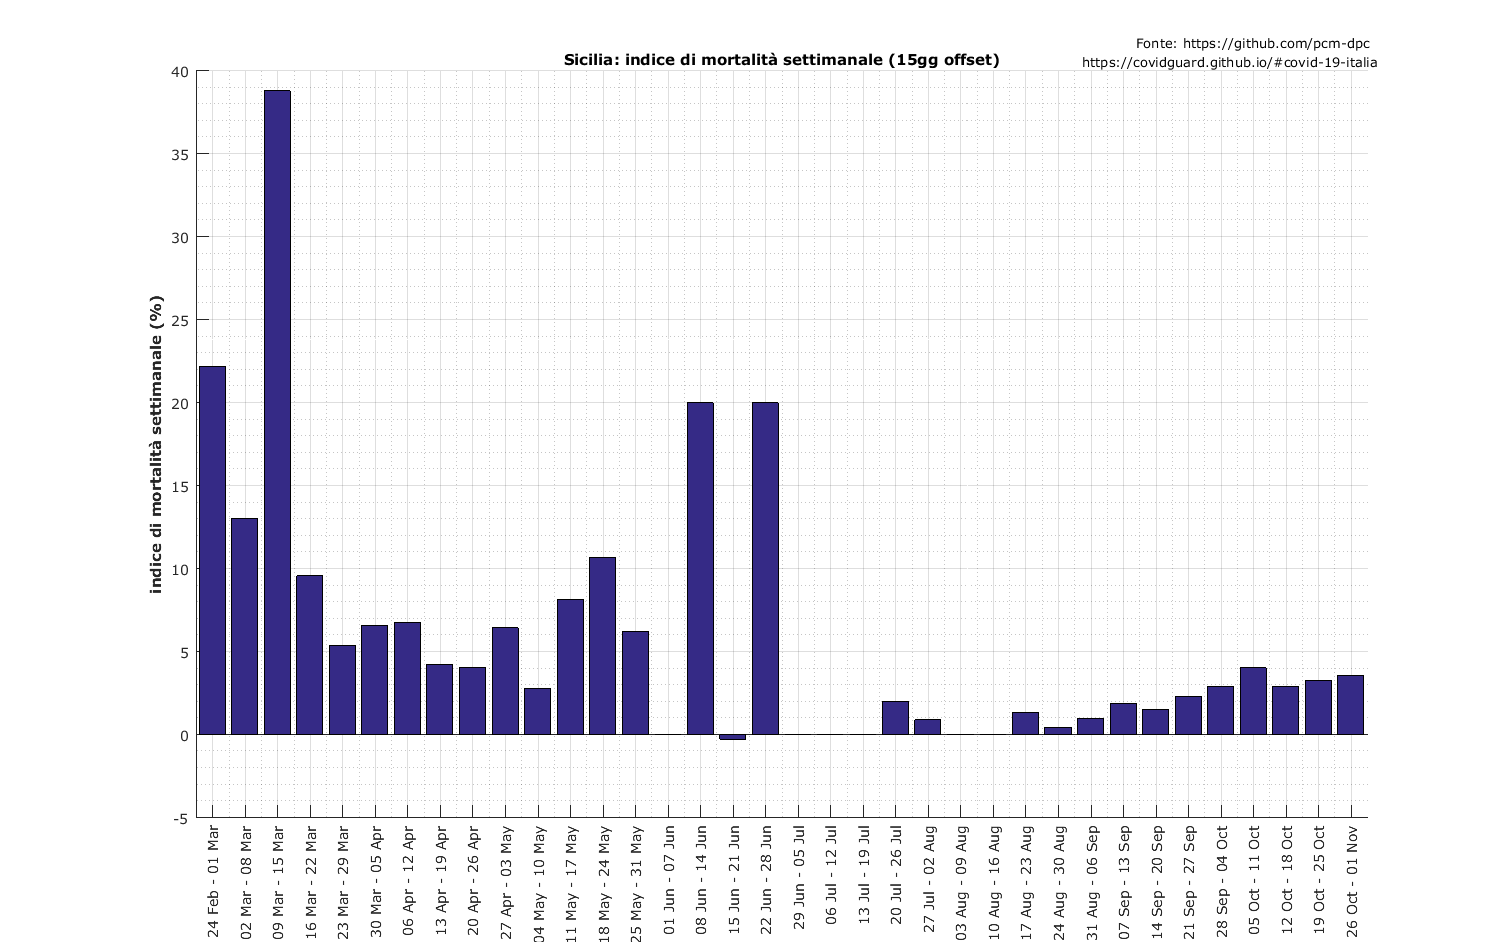 Fonte: https://github.com/pcm-dpc
Sicilia: indice di mortalità settimanale (15gg offset)
https://covidguard.github.io/#covid-19-italia
indice di mortalità settimanale (%)
40
35
30
25
20
15
10
5
0
-5
24 Feb - 01 Mar
02 Mar - 08 Mar
09 Mar - 15 Mar
16 Mar - 22 Mar
23 Mar - 29 Mar
30 Mar - 05 Apr
06 Apr - 12 Apr
13 Apr - 19 Apr
20 Apr - 26 Apr
27 Apr - 03 May
04 May - 10 May
11 May - 17 May
18 May - 24 May
25 May - 31 May
01 Jun - 07 Jun
08 Jun - 14 Jun
15 Jun - 21 Jun
22 Jun - 28 Jun
29 Jun - 05 Jul
06 Jul - 12 Jul
13 Jul - 19 Jul
20 Jul - 26 Jul
27 Jul - 02 Aug
03 Aug - 09 Aug
10 Aug - 16 Aug
17 Aug - 23 Aug
24 Aug - 30 Aug
31 Aug - 06 Sep
07 Sep - 13 Sep
14 Sep - 20 Sep
21 Sep - 27 Sep
28 Sep - 04 Oct
05 Oct - 11 Oct
12 Oct - 18 Oct
19 Oct - 25 Oct
26 Oct - 01 Nov